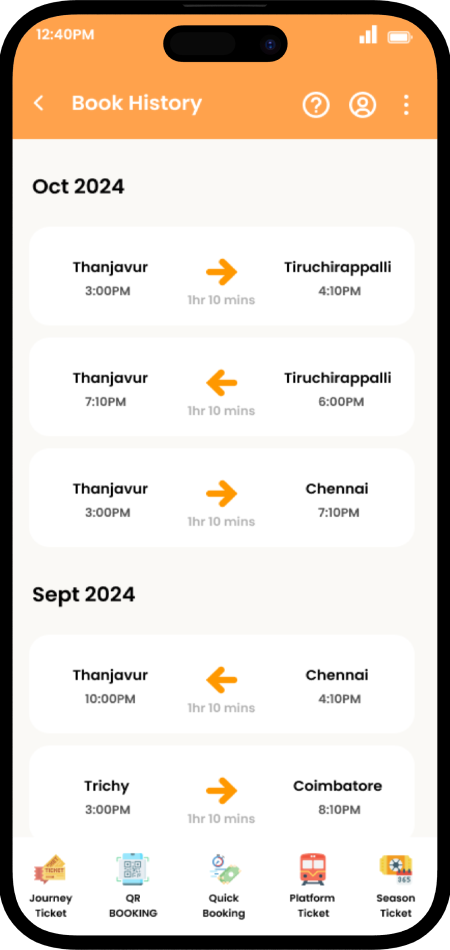 12:40PM
Book History
Oct 2024
Thanjavur
Tiruchirappalli
3:00PM
4:10PM
1hr 10 mins
Thanjavur
Tiruchirappalli
7:10PM
6:00PM
1hr 10 mins
Thanjavur
Chennai
3:00PM
7:10PM
1hr 10 mins
Sept 2024
Thanjavur
Chennai
10:00PM
4:10PM
1hr 10 mins
Trichy
Coimbatore
3:00PM
8:10PM
1hr 10 mins
TICKET
365
Journey
Ticket
QR
BOOKING
Quick
Booking
Platform
Ticket
Season
Ticket